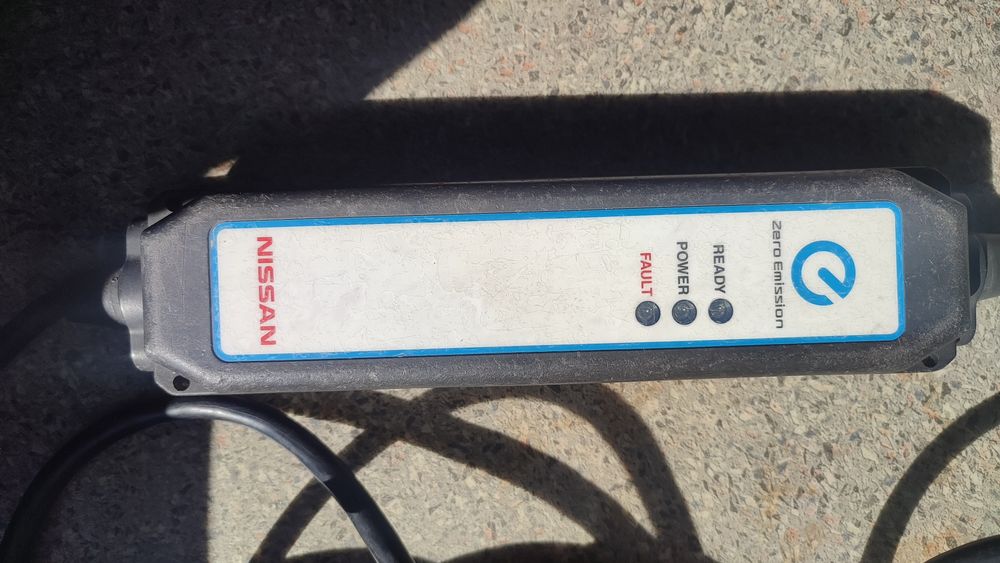 Zero Emission
READY
POWER
FAULT
NISSAN